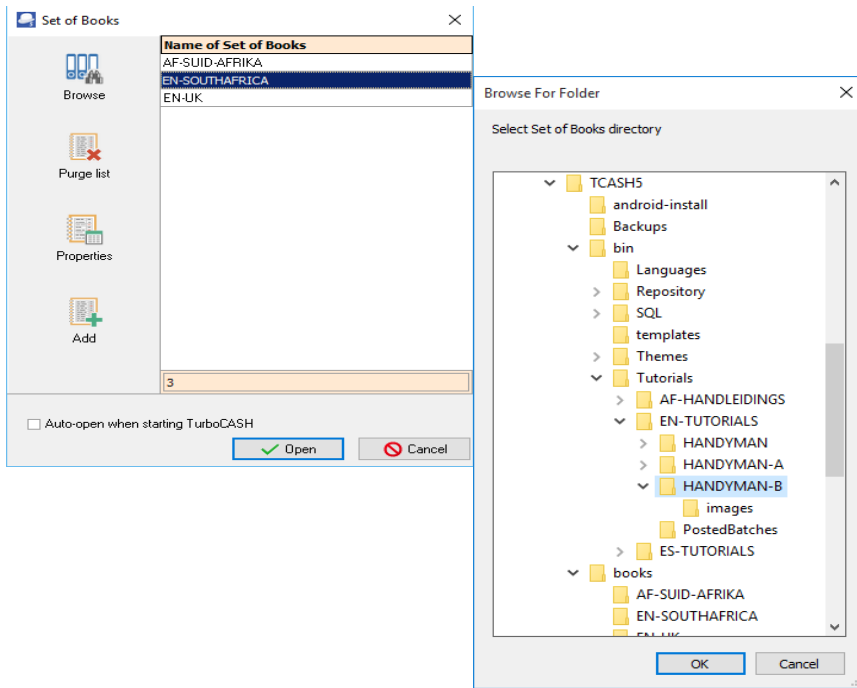 Set of Books
Name of Set of Books
AF-SUID-AFRIKA
EN-SOUTHAFRICA
EN-UK
Browse
Purge list
Properties
Add
3
Auto-open when starting TurboCASH
Open
Cancel
Browse For Folder
Select Set of Books directory
TCASH5
android-install
Backups
bin
Languages
Repository
SQL
templates
Themes
Tutorials
AF-HANDLEIDINGS
EN-TUTORIALS
HANDYMAN
HANDYMAN-A
HANDYMAN-B
images
PostedBatches
ES-TUTORIALS
books
AF-SUID-AFRIKA
EN-SOUTHAFRICA
EN-UK
OK
Cancel